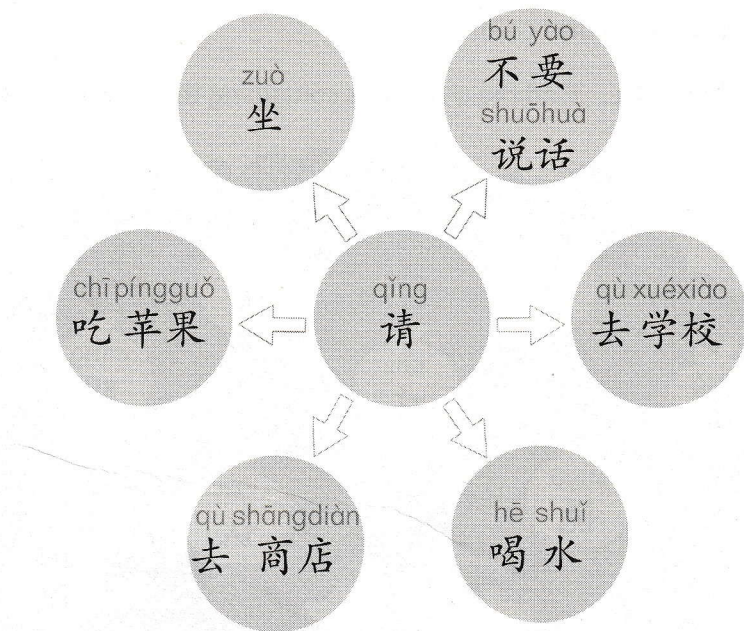 zuò
坐
bú yào
不要
shuōhuà
说话
chī píngguǒ
吃 苹果
qǐng
请
qù xuéxiào
去 学校
qù shāngdiàn
去 商店
hē shuǐ
喝 水